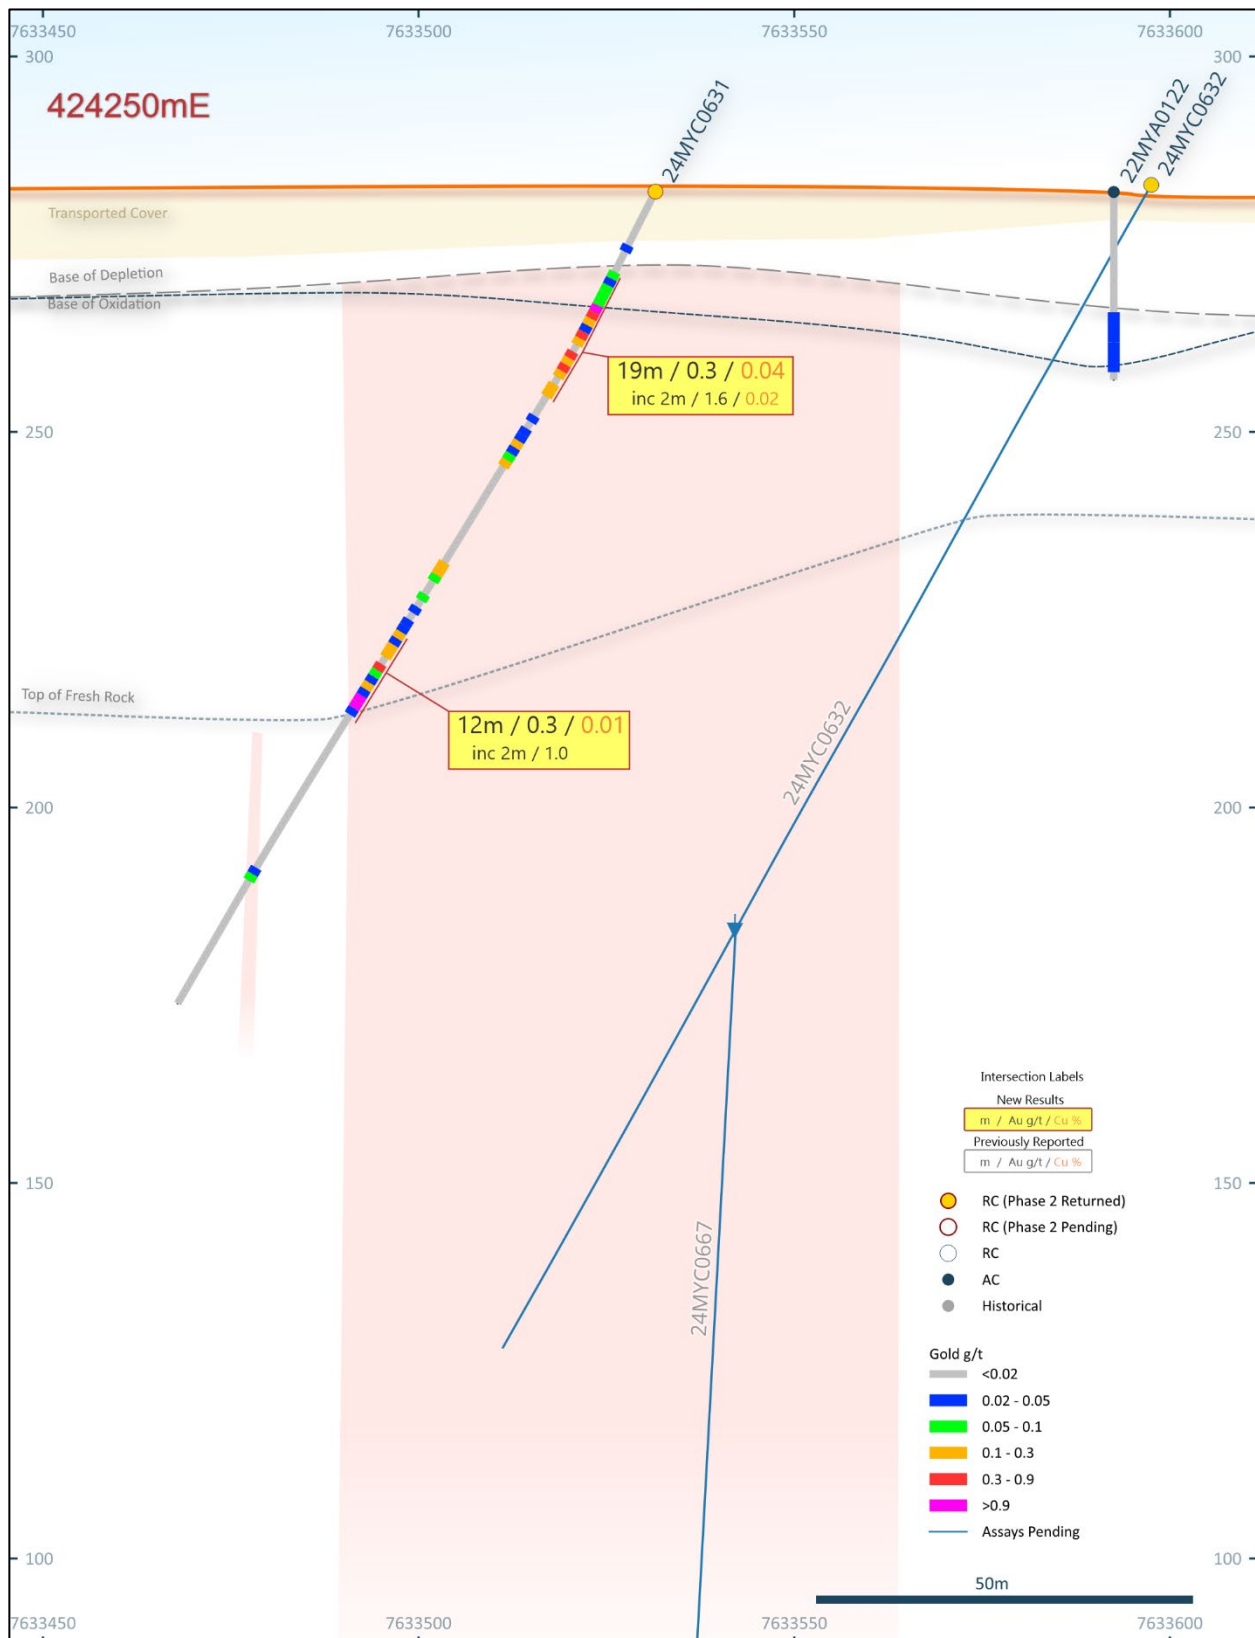 7633450 7633500 7633550 7633600
300 300
424250mE
24MYC0631
22MYA0122
24MYC0632
Transported Cover
Base of Depletion
Base of Oxidation
19m / 0.3 / 0.04
inc 2m / 1.6 / 0.02
250 250
Top of Fresh Rock
12m / 0.3 / 0.01
inc 2m / 1.0
24MYC0632
200 200
150 150
24MYC0667
Intersection Labels
New Results
m / Au g/t / Cu %
Previously Reported
m / Au g/t / Cu %
RC (Phase 2 Returned)
RC (Phase 2 Pending)
RC
AC
Historical
Gold g/t
<0.02
0.02 - 0.05
0.05 - 0.1
0.1 - 0.3
0.3 - 0.9
>0.9
Assays Pending
100 100
50m
7633450 7633500 7633550 7633600